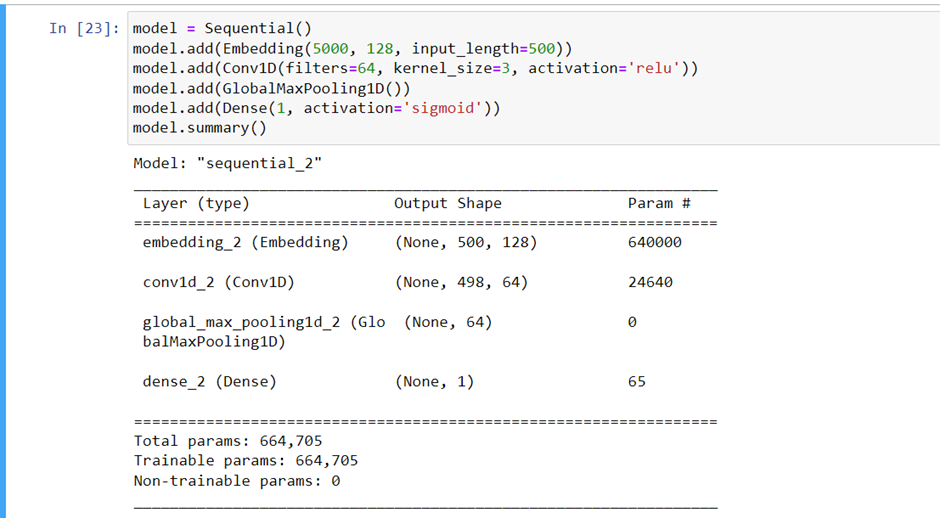 In [23]: model = Sequential()
model.add(Embedding(5000, 128, input_length=500))
model.add(Conv1D(filters=64, kernel_size=3, activation='relu'))
model.add(GlobalMaxPooling1D())
model.add(Dense(1, activation='sigmoid'))
model.summary()
Model: "sequential_2"
_________________________________________________________________
Layer (type) Output Shape Param #
=================================================================
embedding_2 (Embedding) (None, 500, 128) 640000
conv1d_2 (Conv1D) (None, 498, 64) 24640
global_max_pooling1d_2 (Glo (None, 64) 0
balMaxPooling1D)
dense_2 (Dense) (None, 1) 65
=================================================================
Total params: 664,705
Trainable params: 664,705
Non-trainable params: 0
_________________________________________________________________